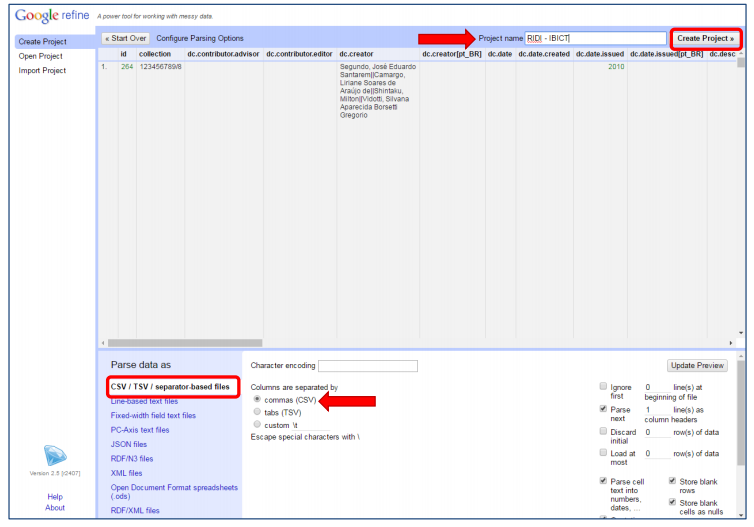 Google refine A power tool for working with messy data.
Create Project
Open Project
Import Project
« Start Over Configure Parsing Options Project name RIDI - IBICT Create Project »
id collection dc.contributor.advisor dc.contributor.editor dc.creator dc.creator[pt_BR] dc.date dc.date.created dc.date.issued dc.date.issued[pt_BR] dc.desc
1. 264 123456789/8 Segundo, José Eduardo 2010
Santarem||Camargo,
Liriane Soares de
Araújo de||Shintaku,
Milton||Vidotti, Silvana
Aparecida Borsetti
Gregorio
Parse data as
CSV / TSV / separator-based files
Line-based text files
Fixed-width field text files
PC-Axis text files
JSON files
RDF/N3 files
XML files
Open Document Format spreadsheets
(.ods)
RDF/XML files
Character encoding
Update Preview
Columns are separated by
commas (CSV)
tabs (TSV)
custom \t
Escape special characters with \
Ignore 0 line(s) at
first beginning of file
Parse 1 line(s) as
next column headers
Discard 0 row(s) of data
initial
Load at 0 row(s) of data
most
Parse cell
text into
numbers,
dates, ...
Store blank
rows
Store blank
cells as nulls
Version 2.5 [r2407]
Help
About